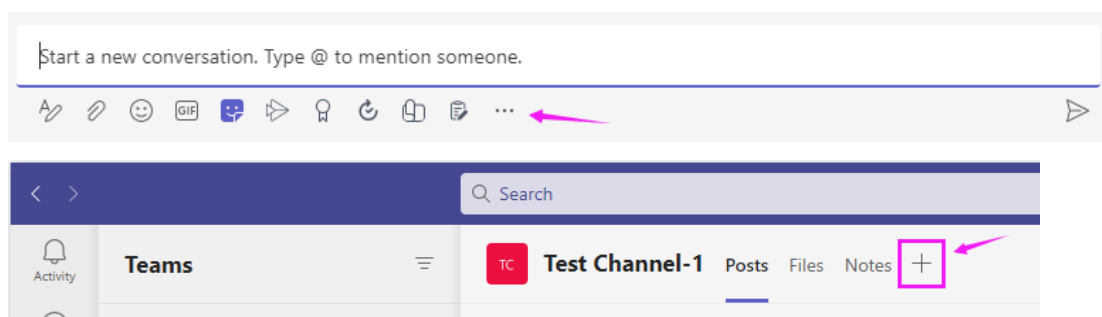 Start a new conversation. Type @ to mention someone.
GIF
...
Search
Activity
Teams
TC Test Channel-1 Posts Files Notes +